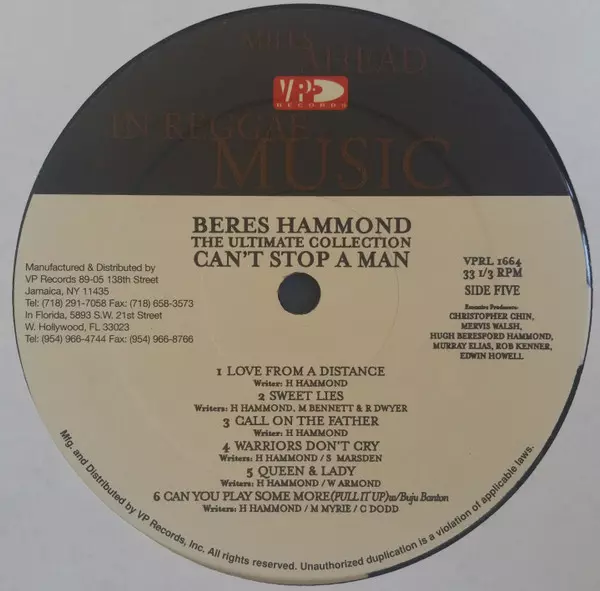 MILES
AHEAD
VP
RECORDS
IN REGGAE
MUSIC
BERES HAMMOND
THE ULTIMATE COLLECTION
CAN'T STOP A MAN
Manufactured & Distributed by
VP Records 89-05 138th Street
Jamaica, NY 11435
Tel: (718) 291-7058 Fax: (718) 658-3573
In Florida, 5893 S.W. 21st Street
W. Hollywood, FL 33023
Tel: (954) 966-4744 Fax: (954) 966-8766
VPRL 1664
33 1/3 RPM
SIDE FIVE
Executive Producers:
CHRISTOPHER CHIN,
MERVIS WALSH,
HUGH BERESFORD HAMMOND,
MURRAY ELIAS, ROB KENNER,
EDWIN HOWELL
1 LOVE FROM A DISTANCE
Writer: H HAMMOND
2 SWEET LIES
Writers: H HAMMOND, M BENNETT & R DWYER
3 CALL ON THE FATHER
Writer: H HAMMOND
4 WARRIORS DON'T CRY
Writers: H HAMMOND / S MARSDEN
5 QUEEN & LADY
Writers: H HAMMOND / W ARMOND
6 CAN YOU PLAY SOME MORE (PULL IT UP) w/Buju Banton
Writers: H HAMMOND / M MYRIE / C DODD
Mfg. and Distributed by VP Records, Inc. All rights reserved. Unauthorized duplication is a violation of applicable laws.